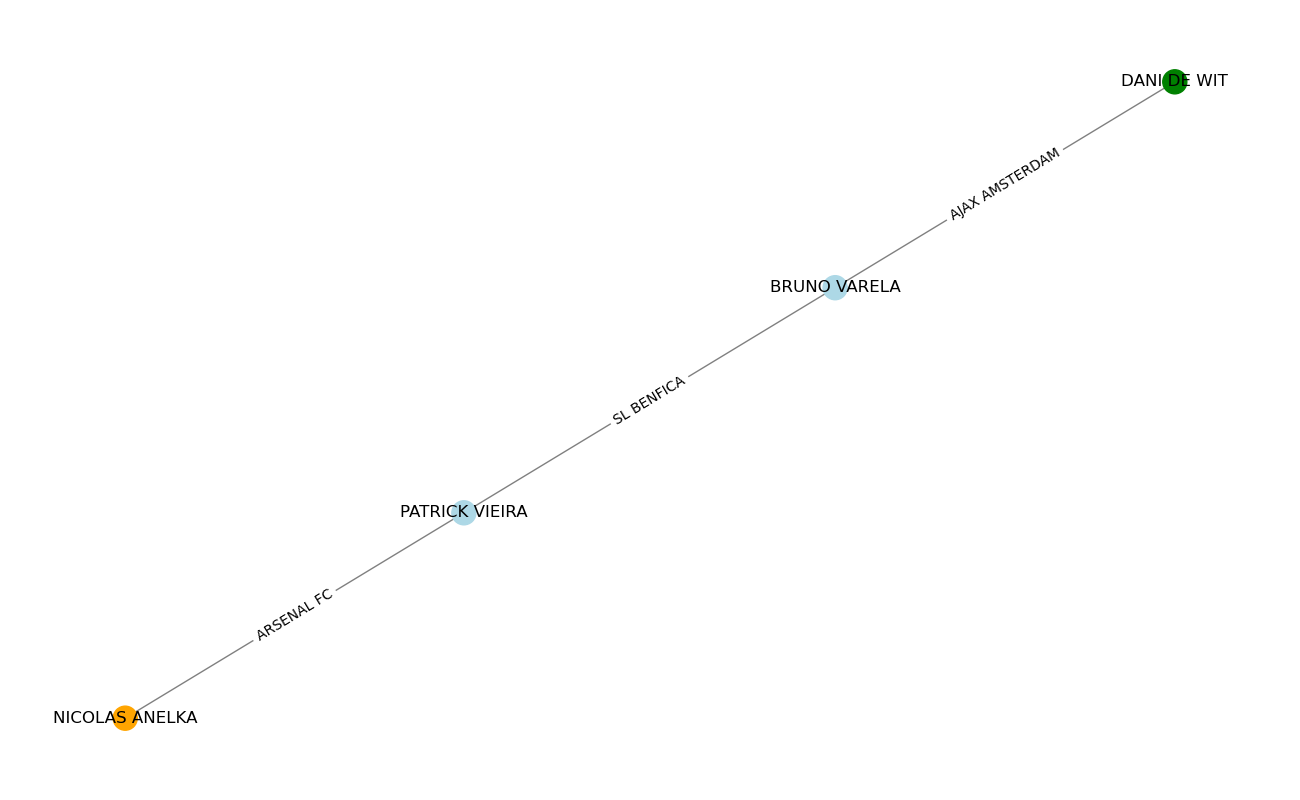 DANI DE WIT
AJAX AMSTERDAM
BRUNO VARELA
SL BENFICA
PATRICK VIEIRA
ARSENAL FC
NICOLAS ANELKA